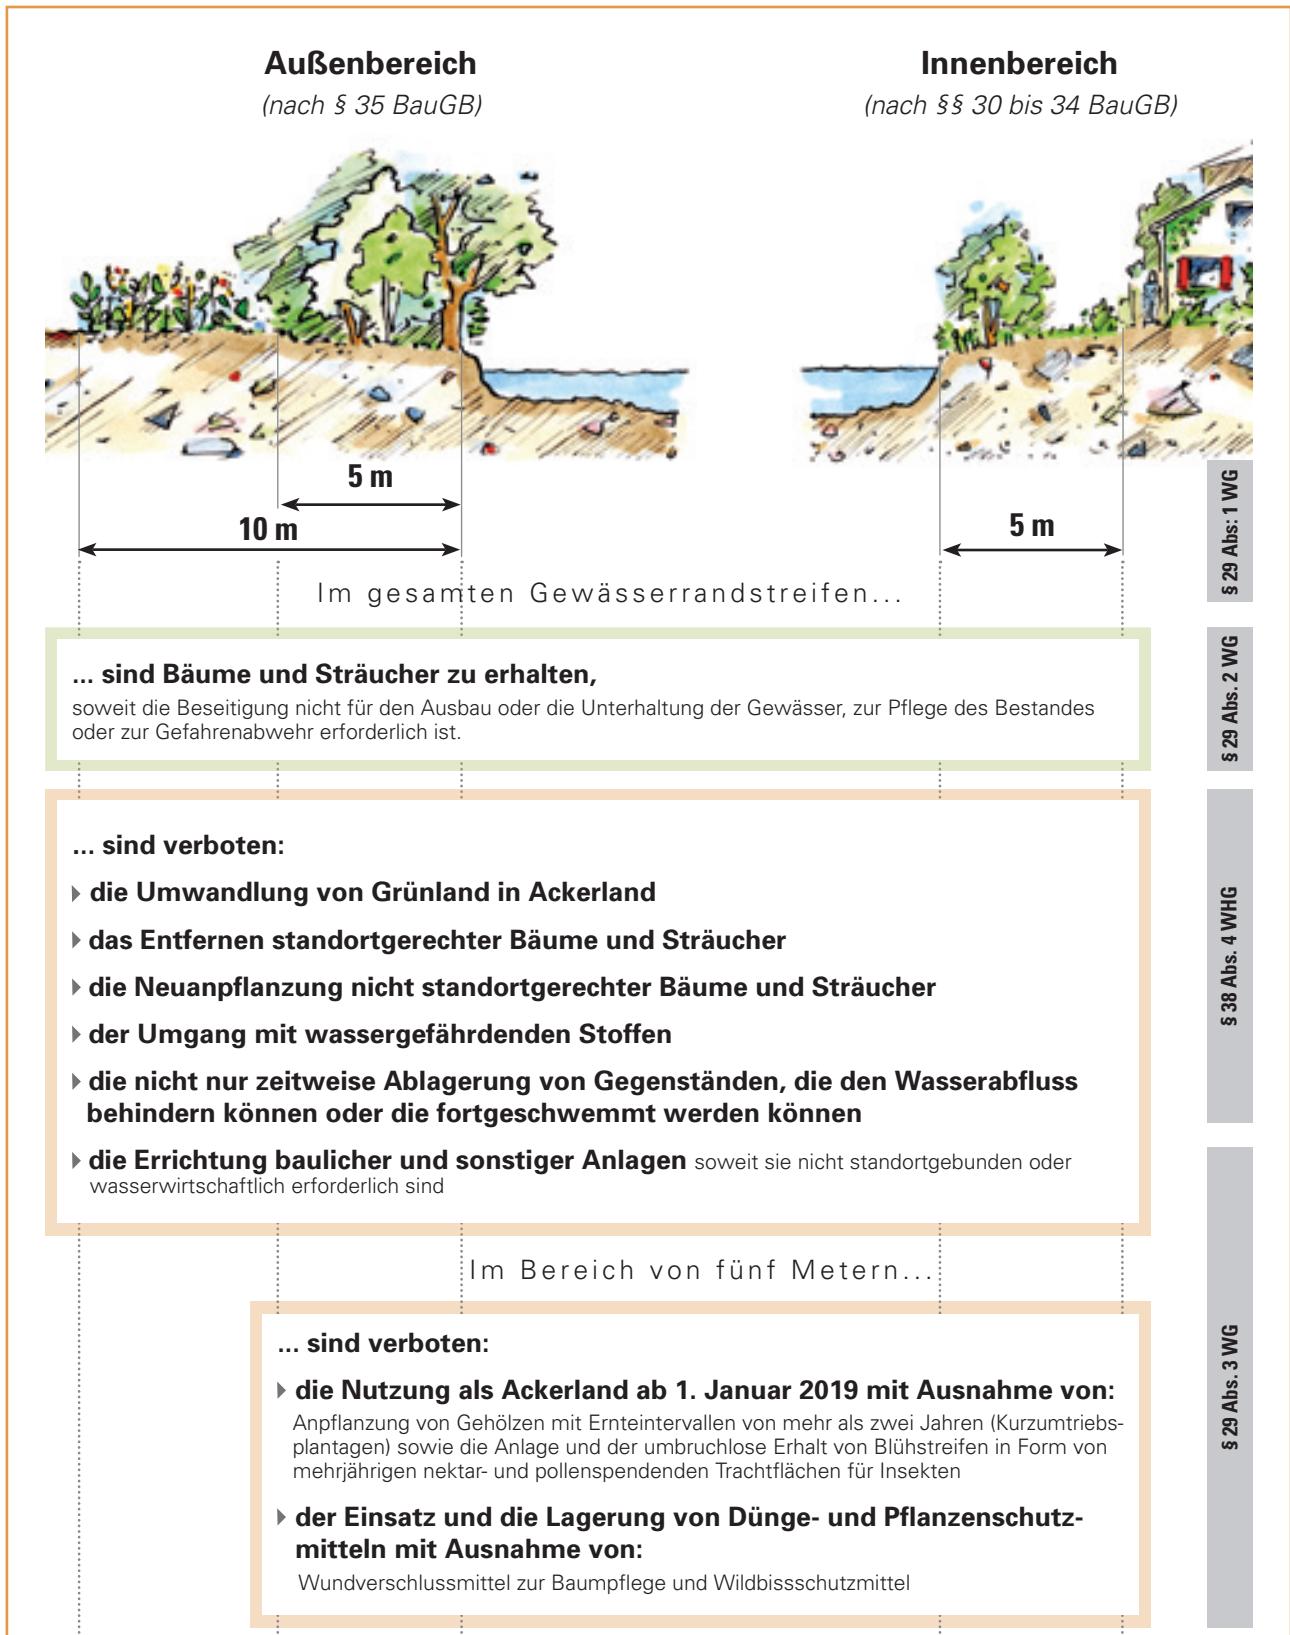 Außenbereich
(nach § 35 BauGB)
Innenbereich
(nach §§ 30 bis 34 BauGB)
5 m
10 m
5 m
§ 29 Abs: 1 WG
Im gesamten Gewässerrandstreifen...
... sind Bäume und Sträucher zu erhalten,
soweit die Beseitigung nicht für den Ausbau oder die Unterhaltung der Gewässer, zur Pflege des Bestandes
oder zur Gefahrenabwehr erforderlich ist.
§ 29 Abs. 2 WG
... sind verboten:
die Umwandlung von Grünland in Ackerland
das Entfernen standortgerechter Bäume und Sträucher
die Neuanpflanzung nicht standortgerechter Bäume und Sträucher
der Umgang mit wassergefährdenden Stoffen
die nicht nur zeitweise Ablagerung von Gegenständen, die den Wasserabfluss
behindern können oder die fortgeschwemmt werden können
die Errichtung baulicher und sonstiger Anlagen soweit sie nicht standortgebunden oder
wasserwirtschaftlich erforderlich sind
§ 38 Abs. 4 WHG
Im Bereich von fünf Metern...
... sind verboten:
die Nutzung als Ackerland ab 1. Januar 2019 mit Ausnahme von:
Anpflanzung von Gehölzen mit Ernteintervallen von mehr als zwei Jahren (Kurzumtriebs-
plantagen) sowie die Anlage und der umbruchlose Erhalt von Blühstreifen in Form von
mehrjährigen nektar- und pollenspendenden Trachtflächen für Insekten
der Einsatz und die Lagerung von Dünge- und Pflanzenschutz-
mitteln mit Ausnahme von:
Wundverschlussmittel zur Baumpflege und Wildbissschutzmittel
§ 29 Abs. 3 WG